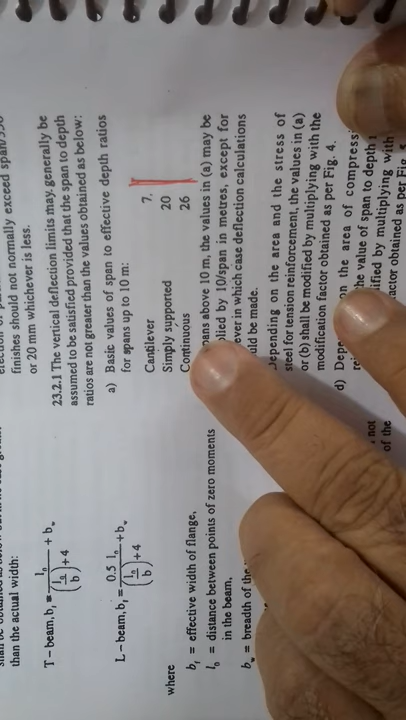 than the actual width:
T – beam, bf = l0 / ((l0/b) + 4) + bw
L – beam, bf = 0.5 l0 / ((l0/b) + 4) + bw
where
bf = effective width of flange,
l0 = distance between points of zero moments
in the beam,
bw = breadth of the
finishes should not normally exceed span/350
or 20 mm whichever is less.
23.2.1 The vertical deflection limits may generally be
assumed to be satisfied provided that the span to depth
ratios are not greater than the values obtained as below:
a) Basic values of span to effective depth ratios
for spans up to 10 m:
Cantilever 7
Simply supported 20
Continuous 26
above 10 m, the values in (a) may be
by 10/span in metres, except for
in which case deflection calculations
be made.
Depending on the area and the stress of
steel for tension reinforcement, the values in (a)
or (b) shall be modified by multiplying with the
modification factor obtained as per Fig. 4.
d) on the area of
the value of span to depth
by multiplying with
obtained as per Fig.
not
of the